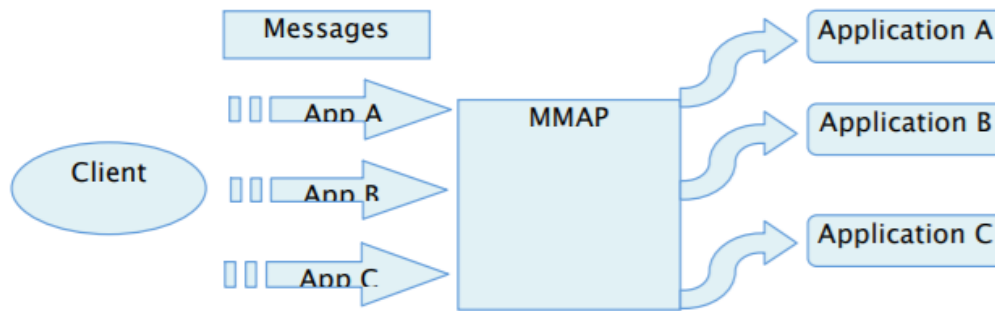 Messages
Application A
App A
MMAP
Application B
Client
App B
Application C
App C